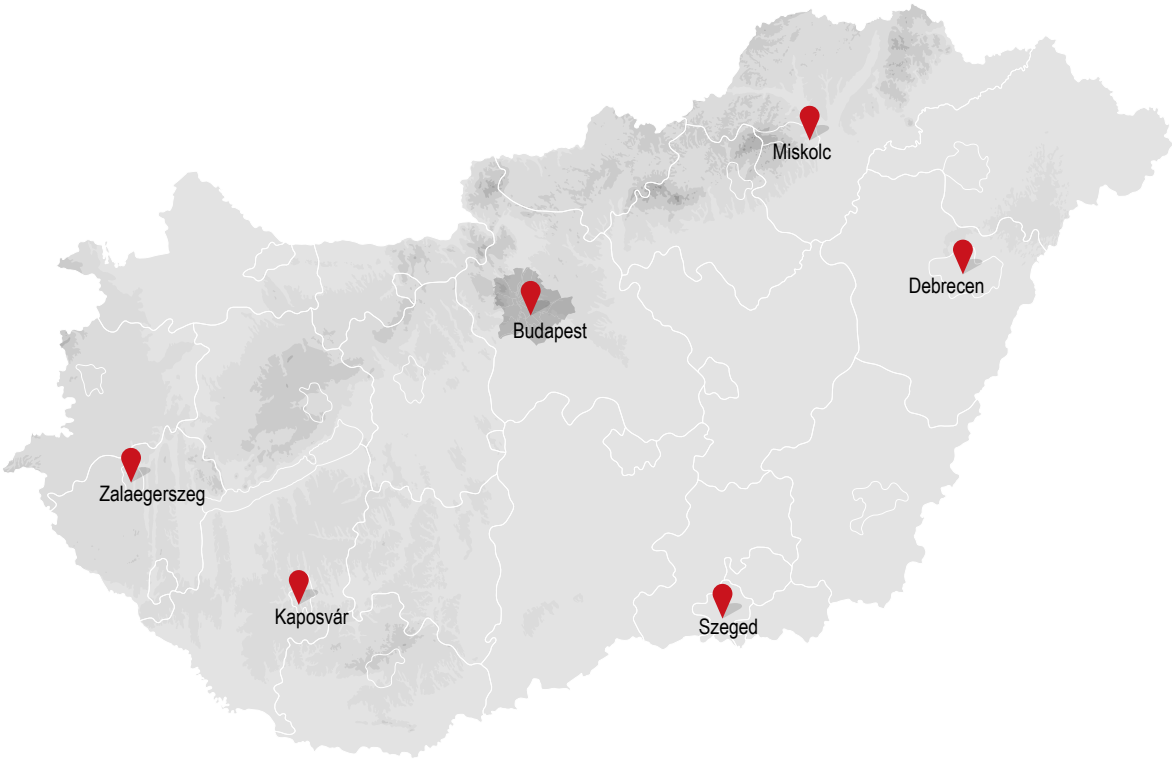 Miskolc
Debrecen
Budapest
Zalaegerszeg
Kaposvár
Szeged